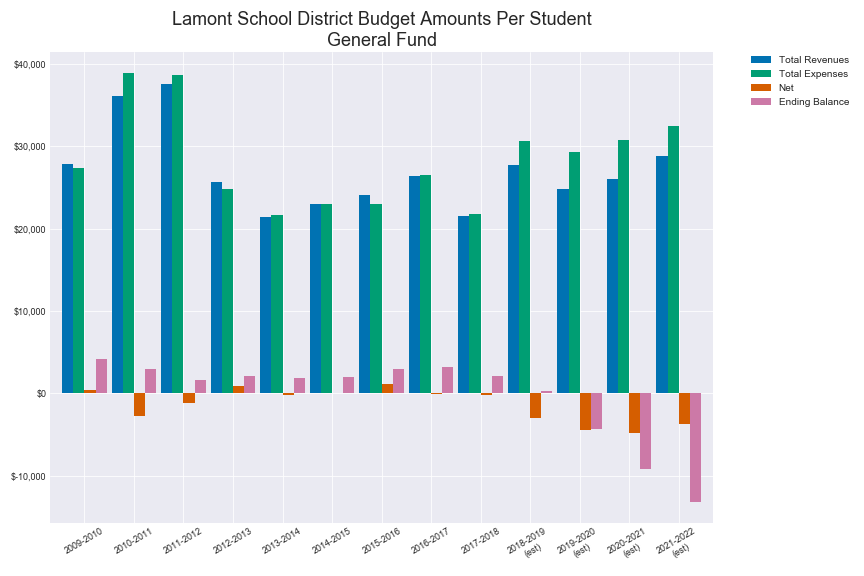 Lamont School District Budget Amounts Per Student
General Fund
Total Revenues
Total Expenses
Net
Ending Balance
$40,000
$30,000
$20,000
$10,000
$0
$-10,000
2009-2010
2010-2011
2011-2012
2012-2013
2013-2014
2014-2015
2015-2016
2016-2017
2017-2018
2018-2019
(est)
2019-2020
(est)
2020-2021
(est)
2021-2022
(est)